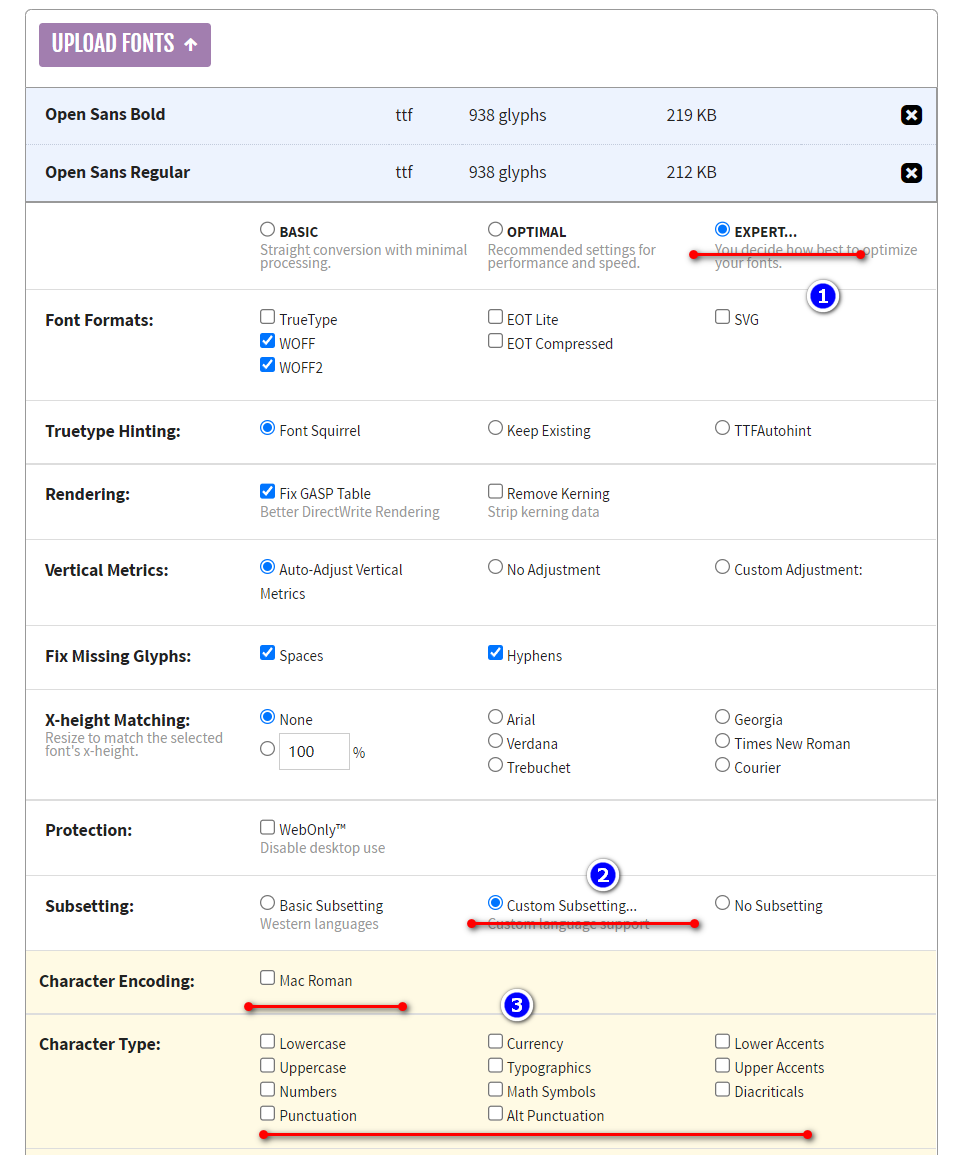 UPLOAD FONTS
Open Sans Bold ttf 938 glyphs 219 KB
Open Sans Regular ttf 938 glyphs 212 KB
BASIC OPTIMAL EXPERT...
Straight conversion with minimal Recommended settings for You decide how best to optimize
processing. performance and speed. your fonts.
1
Font Formats: TrueType EOT Lite SVG
WOFF EOT Compressed
WOFF2
Truetype Hinting: Font Squirrel Keep Existing TTFAutohint
Rendering: Fix GASP Table Remove Kerning
Better DirectWrite Rendering Strip kerning data
Vertical Metrics: Auto-Adjust Vertical No Adjustment Custom Adjustment:
Metrics
Fix Missing Glyphs: Spaces Hyphens
X-height Matching: None Arial Georgia
Resize to match the selected 100 % Verdana Times New Roman
font's x-height. Trebuchet Courier
Protection: WebOnly™
Disable desktop use
2
Subsetting: Basic Subsetting Custom Subsetting... No Subsetting
Western languages Custom language support
Character Encoding: Mac Roman
3
Character Type: Lowercase Currency Lower Accents
Uppercase Typographics Upper Accents
Numbers Math Symbols Diacriticals
Punctuation Alt Punctuation